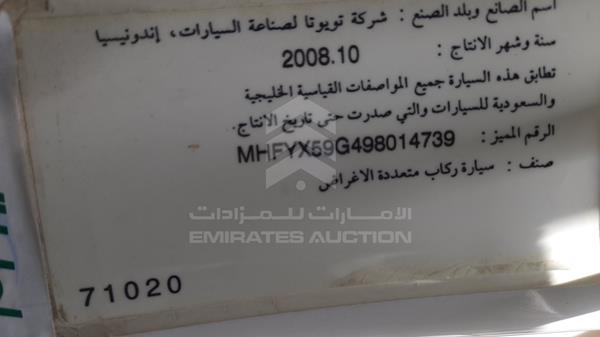 اسم الصانع وبلد الصنع : شركة تويوتا لصناعة السيارات، إندونيسيا
سنة وشهر الانتاج : 2008.10
تطابق هذه السيارة جميع المواصفات القياسية الخليجية
والسعودية للسيارات والتي صدرت حتى تاريخ الانتاج.
الرقم المميز : MHFYX59G498014739
صنف : سيارة ركاب متعددة الاغراض
الامارات للمزادات
EMIRATES AUCTION
71020